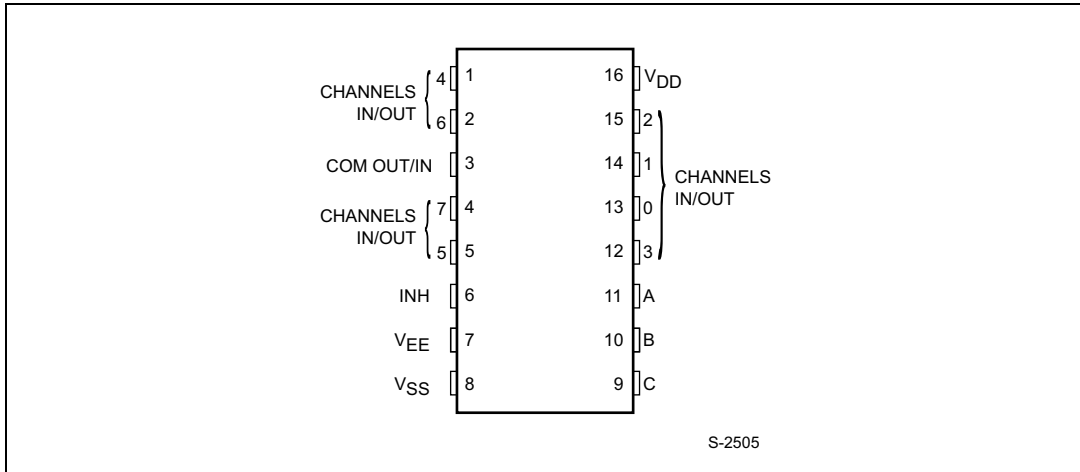 4 1 16 VDD
CHANNELS IN/OUT
6 2 15 2
COM OUT/IN 3 14 1
CHANNELS IN/OUT
7 4 13 0
CHANNELS IN/OUT
5 5 12 3
INH 6 11 A
VEE 7 10 B
VSS 8 9 C
S-2505